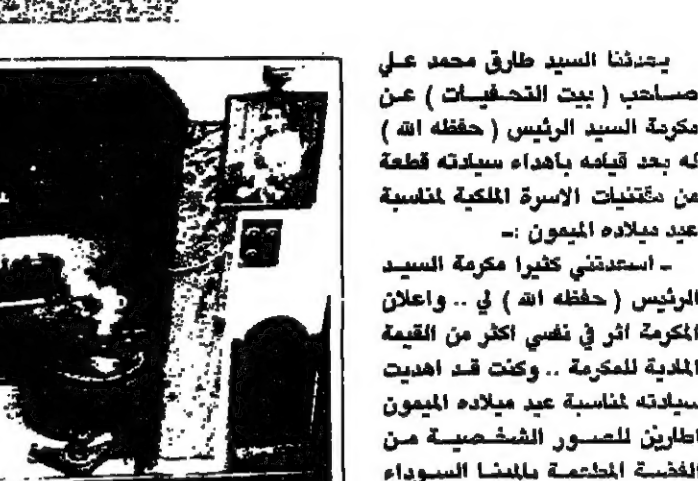 يحدثنا السيد طارق محمد علي
صاحب ( بيت التحفيات ) عن
مكرمة السيد الرئيس ( حفظه الله )
له بعد قيامه باهداء سيادته قطعة
من مقتنيات الاسرة الملكية لمناسبة
عيد ميلاده الميمون :ـ
ـ اسعدتني كثيرا مكرمة السيد
الرئيس ( حفظه الله ) لي .. واعلان
المكرمة اثر في نفسي اكثر من القيمة
المادية للمكرمة .. وكنت قد اهديت
سيادته لمناسبة عيد ميلاده الميمون
اطارين للصور الشخصية من
الفضة المطعمة بالمينا السوداء